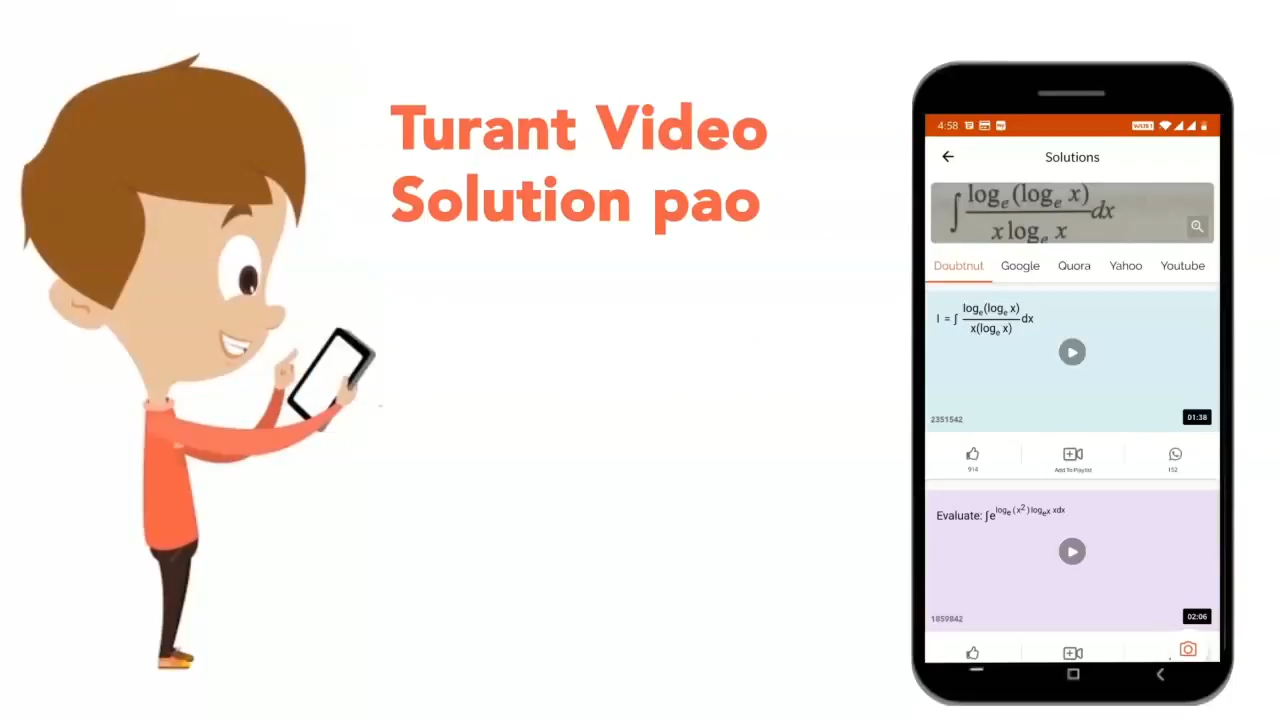 Turant Video
Solution pao
4:58
Solutions
∫ log_e (log_e x) / x log_e x dx
Doubtnut Google Quora Yahoo Youtube
I = ∫ log_e(log_e x) / x(log_e x) dx
2351542 01:38
914 Add To Playlist 152
Evaluate: ∫e^log_e (x^2) log_e x xdx
1859842 02:06